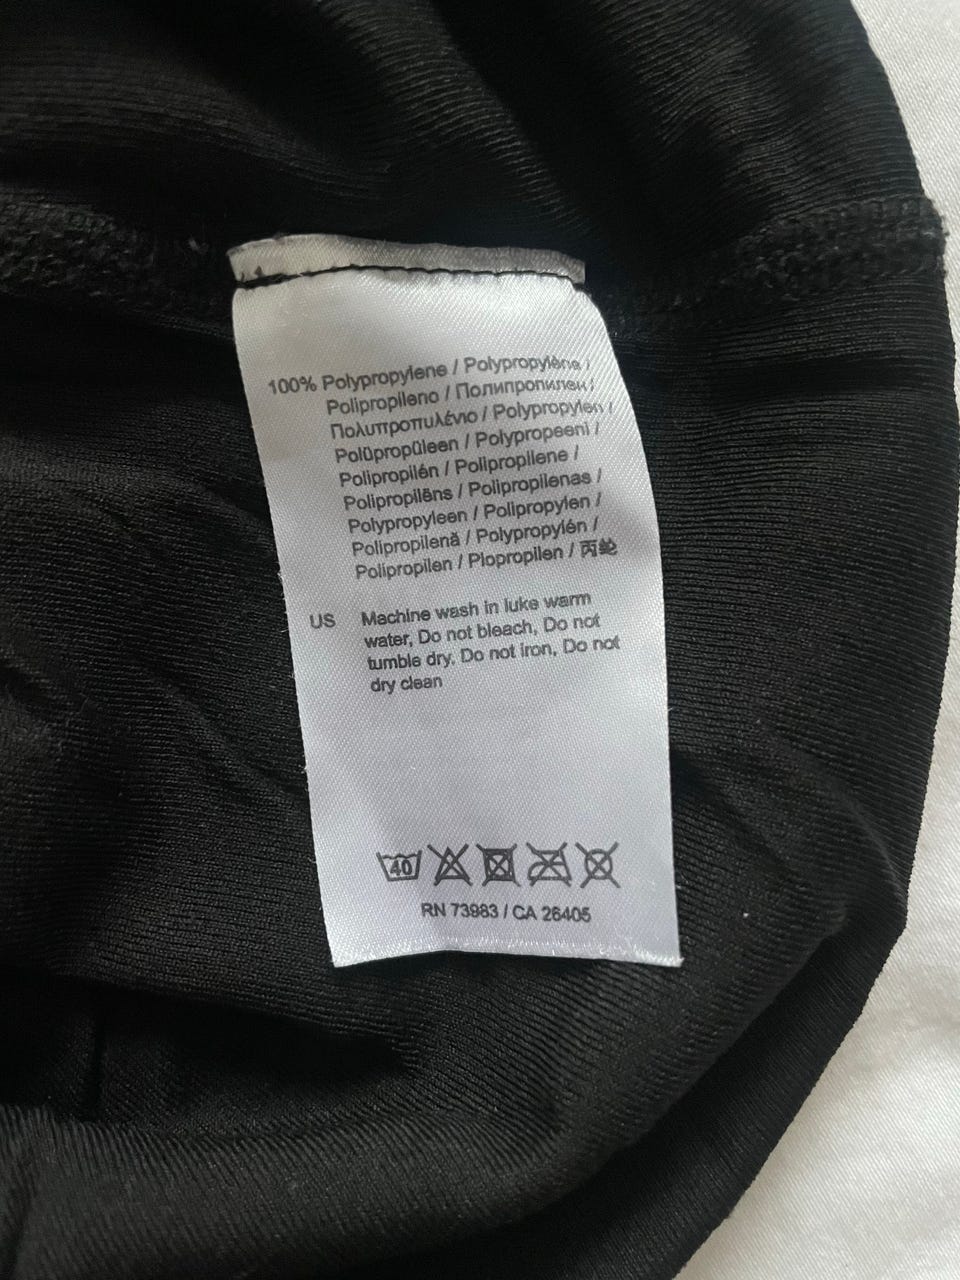 100% Polypropylene / Polypropylène /
Polipropileno / Полипропилен /
Πολυπροπυλένιο / Polypropylen /
Polüpropüleen / Polypropeeni /
Polipropilén / Polipropilene /
Polipropilēns / Polipropilenas /
Polypropyleen / Polipropylen /
Polipropilenă / Polypropylén /
Polipropilen / Plopropilen / 丙纶
US Machine wash in luke warm
water, Do not bleach, Do not
tumble dry, Do not iron, Do not
dry clean
40
RN 73983 / CA 26405